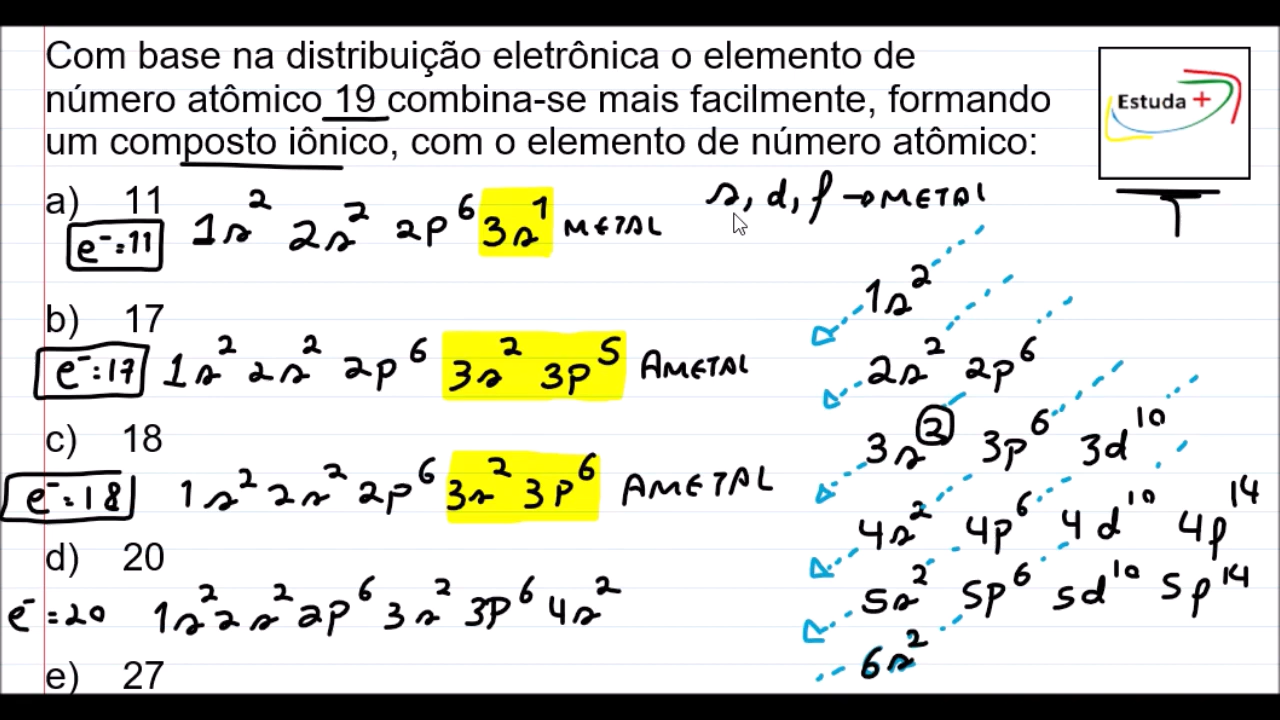 Com base na distribuição eletrônica o elemento de
número atômico 19 combina-se mais facilmente, formando
um composto iônico, com o elemento de número atômico:
Estuda +
a) 11
e⁻=11 1s² 2s² 2p⁶ 3s¹ METAL
s, d, f → METAL
b) 17
e⁻:17 1s² 2s² 2p⁶ 3s² 3p⁵ AMETAL
c) 18
e⁻=18 1s² 2s² 2p⁶ 3s² 3p⁶ AMETAL
d) 20
e⁻=20 1s² 2s² 2p⁶ 3s² 3p⁶ 4s²
e) 27
1s²
2s² 2p⁶
3s² 3p⁶ 3d¹⁰
4s² 4p⁶ 4d¹⁰ 4f¹⁴
5s² 5p⁶ 5d¹⁰ 5f¹⁴
6s²